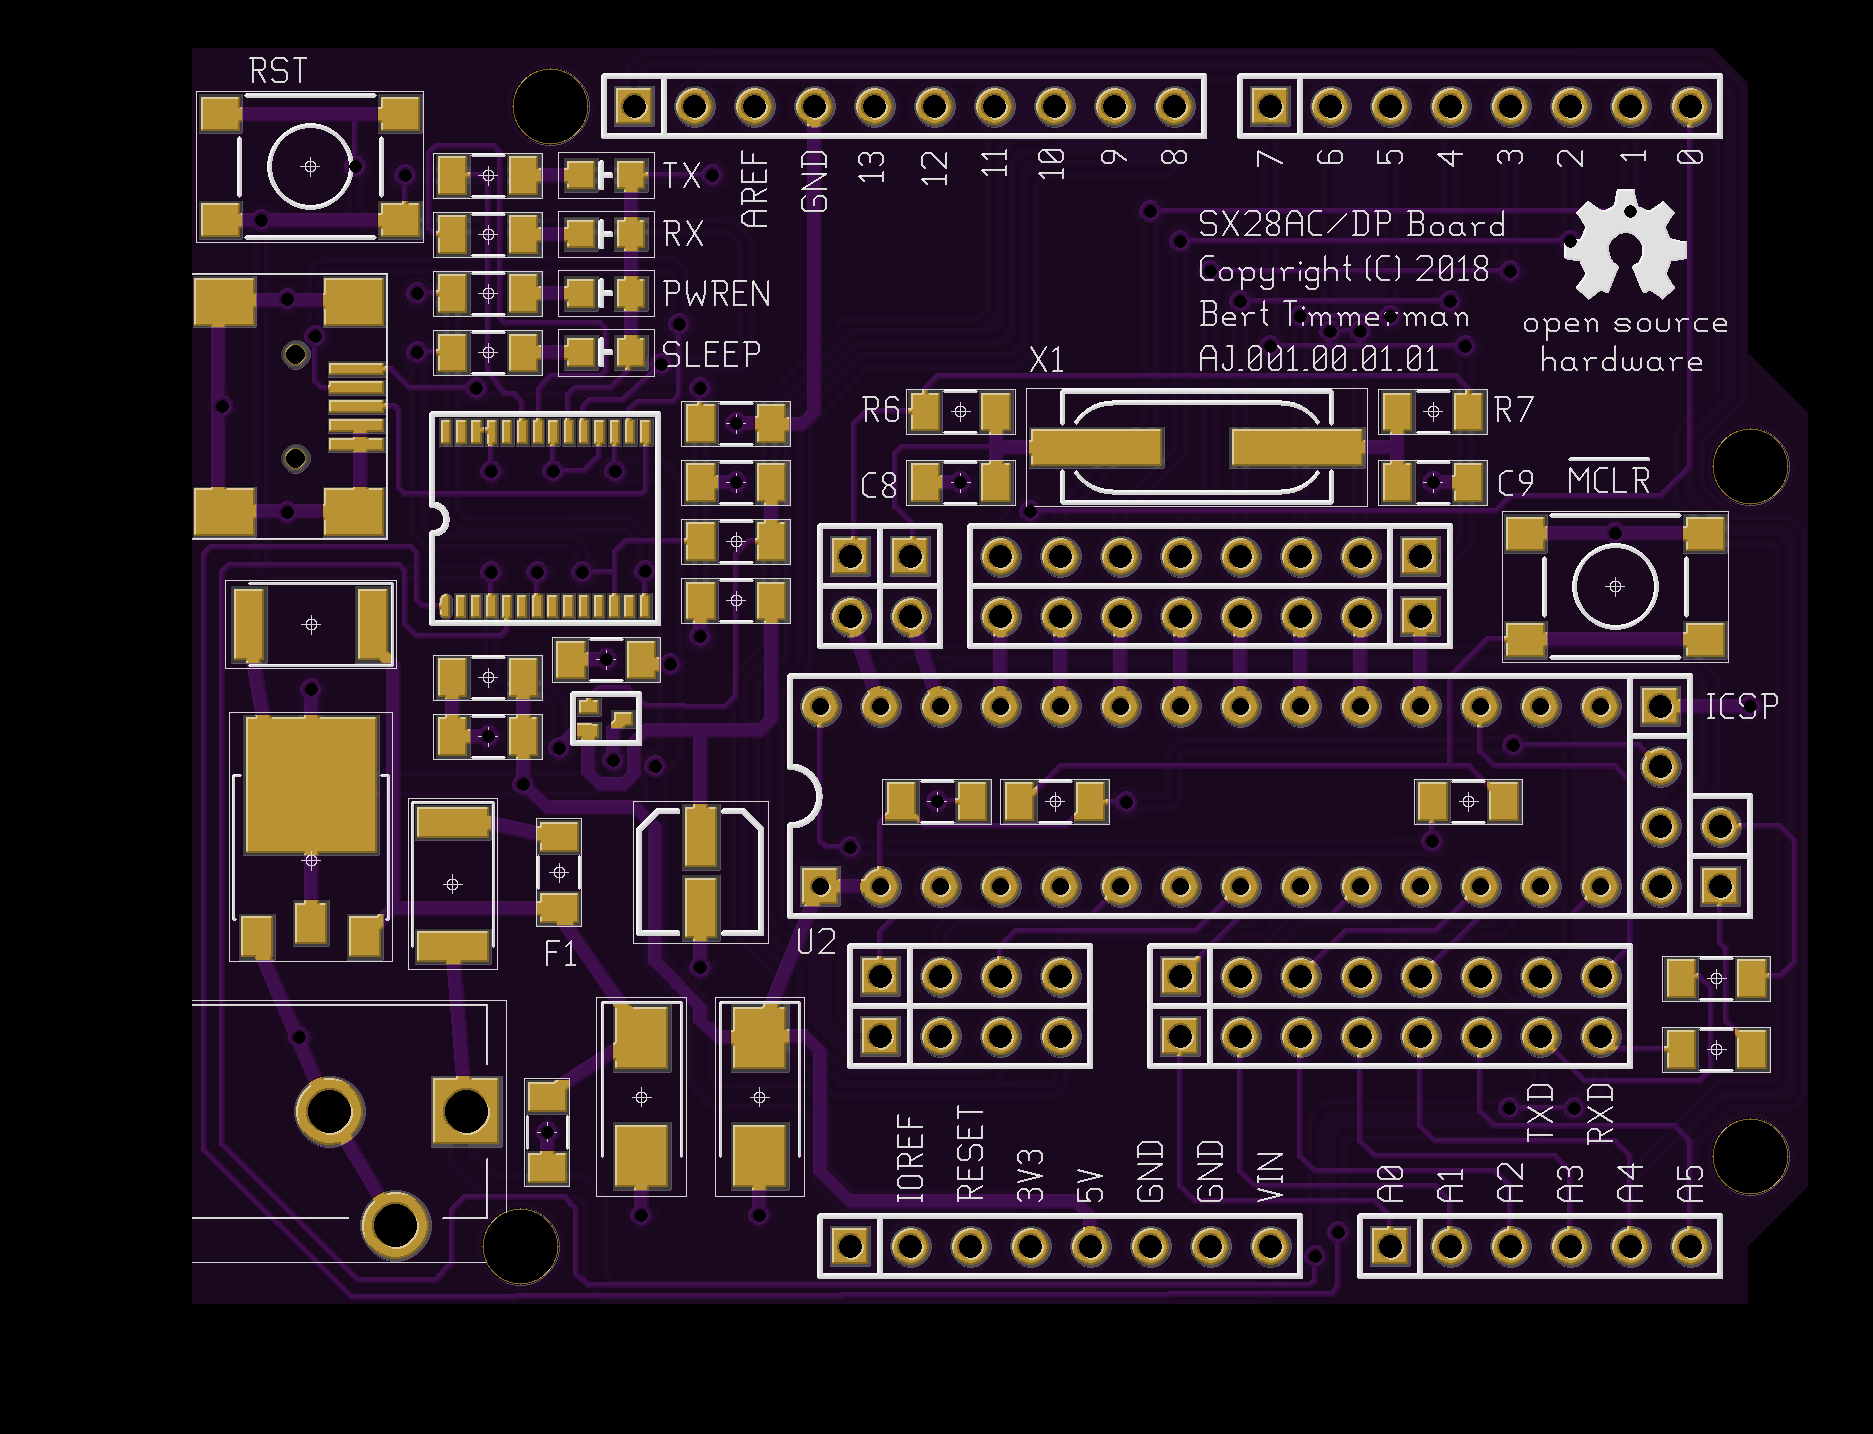 RST
TX
RX
PWREN
SLEEP
AREF
GND
13
12
11
10
9
8
7
6
5
4
3
2
1
0
SX28AC/DP Board
Copyright (C) 2018
Bert Timmerman
AJ.001.00.01.01
open source
hardware
X1
R6
R7
C8
C9
MCLR
ICSP
U2
F1
TXD
RXD
IOREF
RESET
3V3
5V
GND
GND
VIN
A0
A1
A2
A3
A4
A5